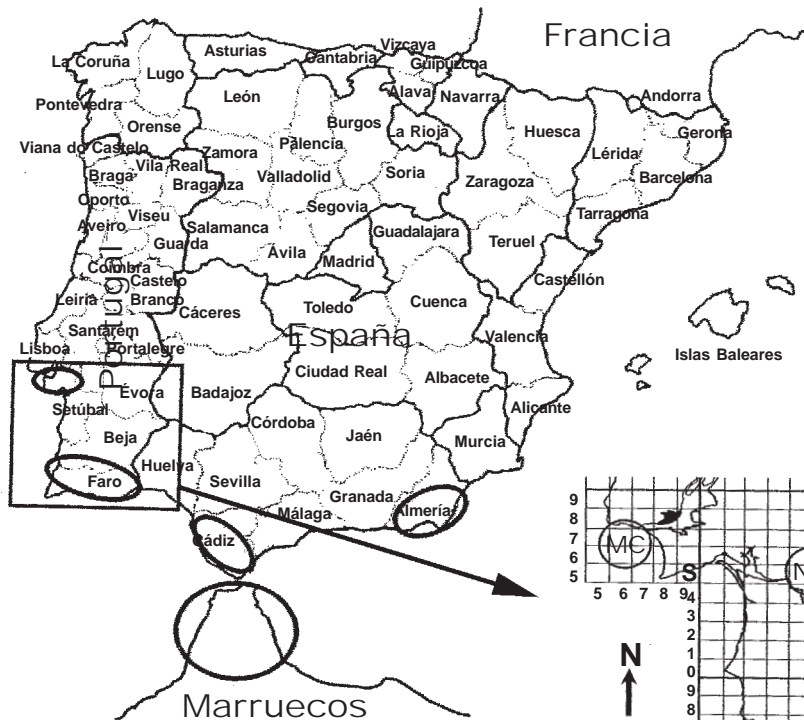 Francia
Asturias
Cantabria
Vizcaya
Guipúzcoa
La Coruña
Lugo
León
Alava
Navarra
Andorra
Pontevedra
Orense
Burgos
La Rioja
Huesca
Gerona
Palencía
Viana do Castelo
Vila Real
Zamora
Lérida
Braga
Braganza
Valladolid
Soria
Zaragoza
Barcelona
Oporto
Segovia
Tarragona
Viseu
Aveiro
Salamanca
Guadalajara
Guarda
Ávila
Madrid
Teruel
Coimbra
Castelo
Branco
Castellón
Portugal
Leiria
Cáceres
Toledo
Cuenca
Santarém
España
Valencia
Lisboa
Portalegre
Islas Baleares
Ciudad Real
Albacete
Évora
Badajoz
Setúbal
Alicante
Córdoba
Beja
Jaén
Murcia
Huelva
Faro
Sevilla
Granada
Almería
Málaga
Cádiz
9
8
7
6
5
MC
N
S
5 6 7 8 9
4
3
2
1
0
9
8
N
Marruecos